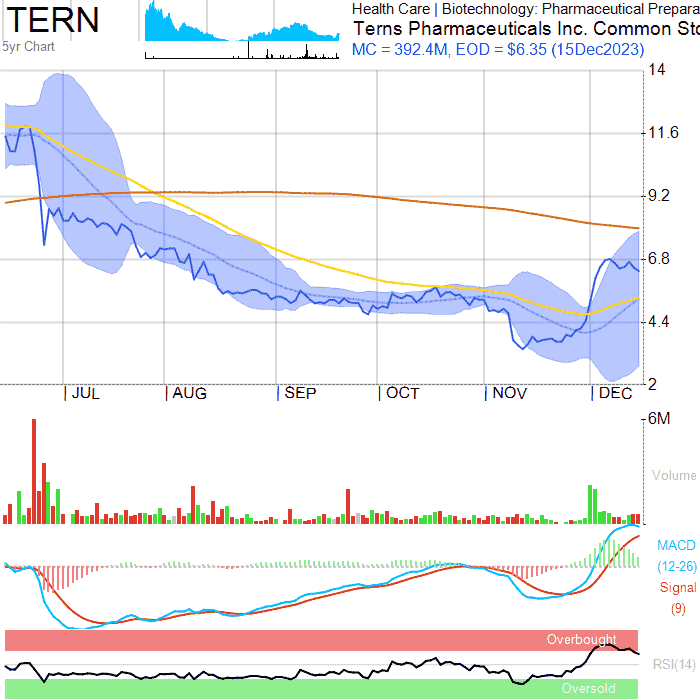 TERN
5yr Chart
Health Care | Biotechnology: Pharmaceutical Prepara
Terns Pharmaceuticals Inc. Common Sto
MC = 392.4M, EOD = $6.35 (15Dec2023)
14
11.6
9.2
6.8
4.4
2
JUL AUG SEP OCT NOV DEC
6M
Volume
MACD
(12-26)
Signal
(9)
Overbought
RSI(14)
Oversold